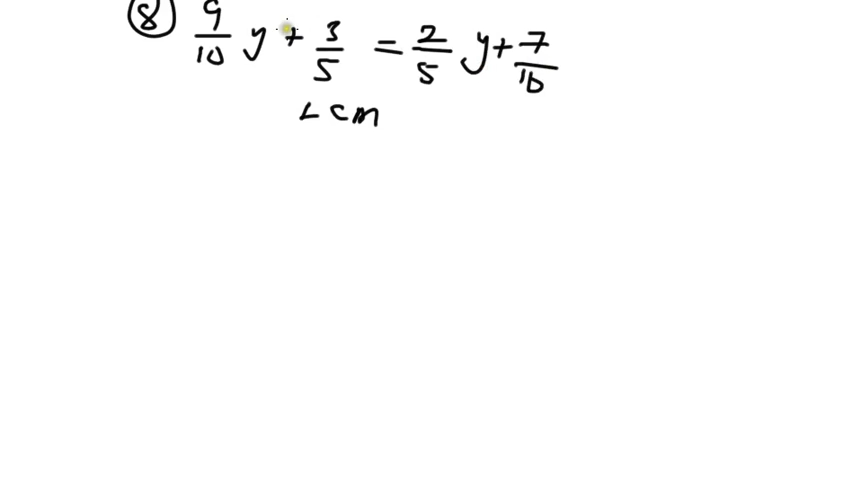 ⑧ 9/10 y + 3/5 = 2/5 y + 7/10
LCM